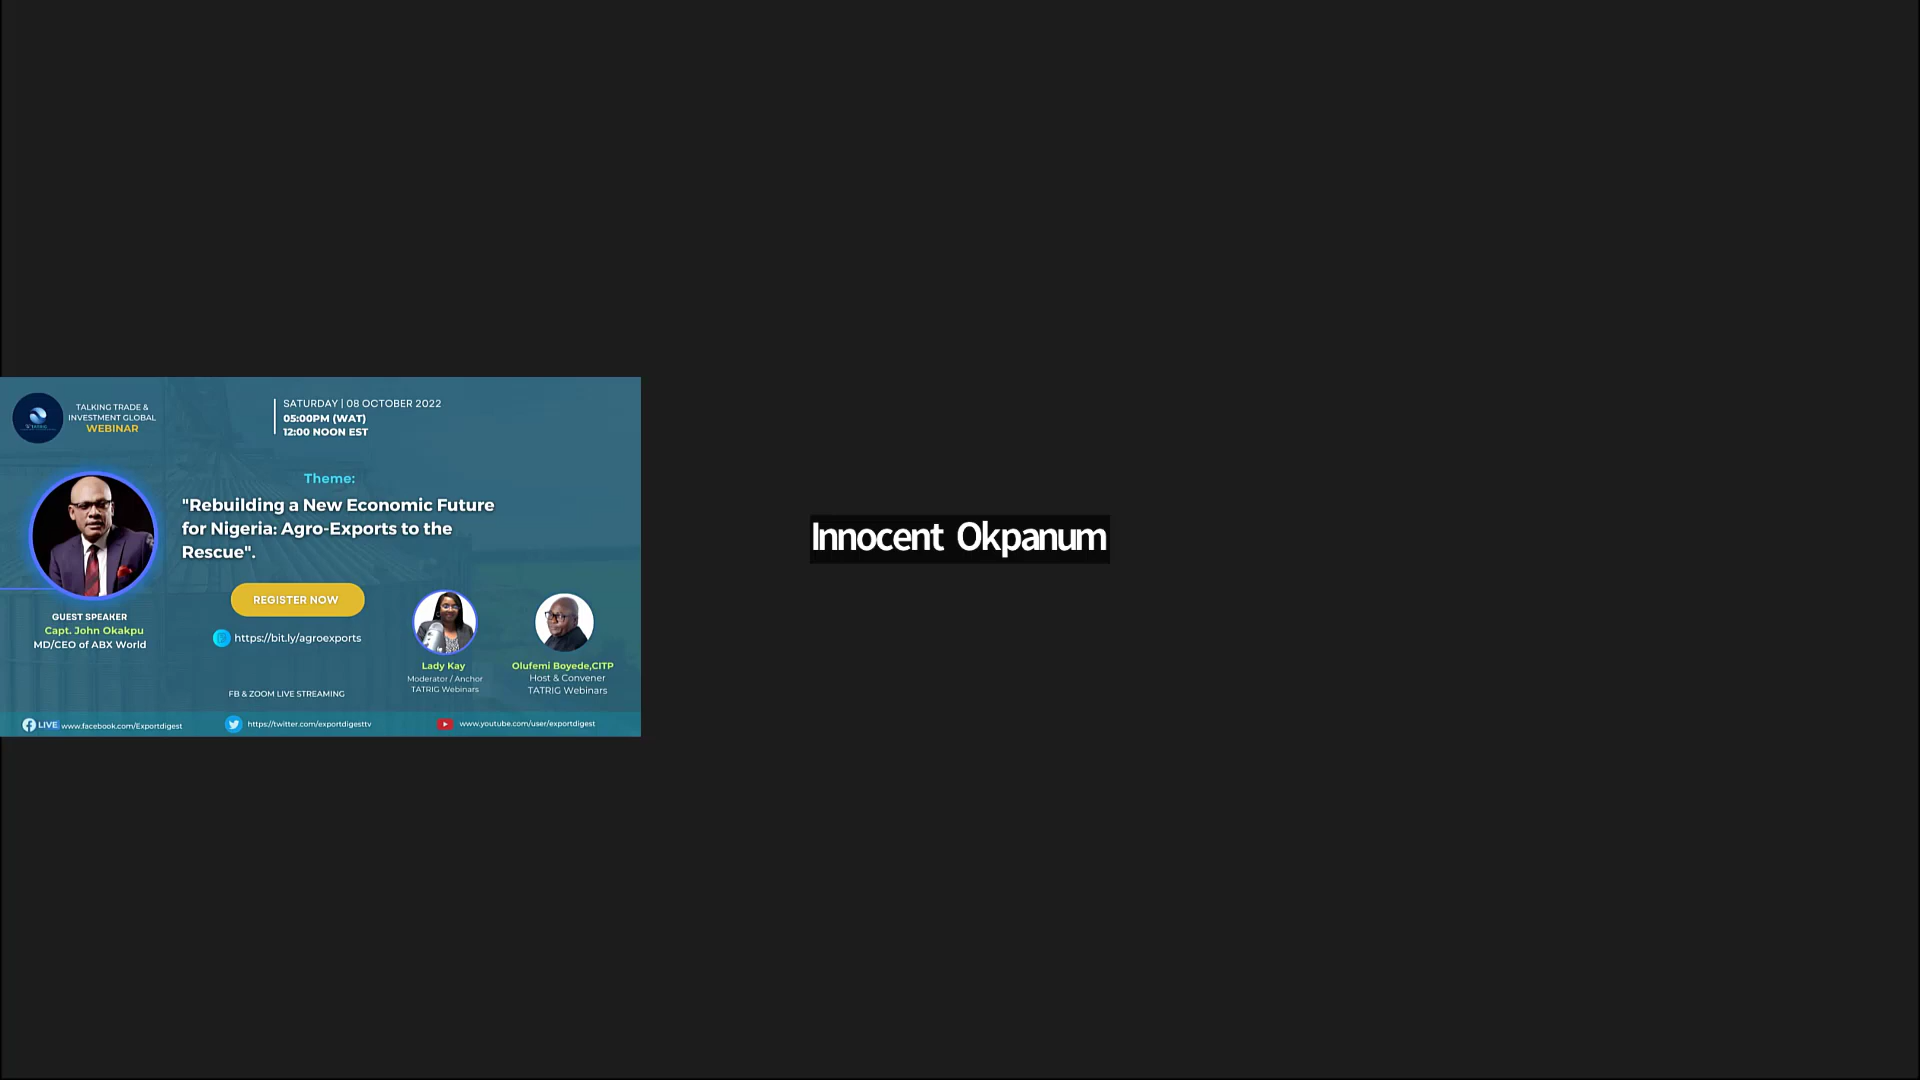 TALKING TRADE &
INVESTMENT GLOBAL
WEBINAR
SATURDAY | 08 OCTOBER 2022
05:00PM (WAT)
12:00 NOON EST
Theme:
"Rebuilding a New Economic Future
for Nigeria: Agro-Exports to the
Rescue".
REGISTER NOW
https://bit.ly/agroexports
GUEST SPEAKER
Capt. John Okakpu
MD/CEO of ABX World
Lady Kay
Moderator / Anchor
TATRIG Webinars
Olufemi Boyede,CITP
Host & Convener
TATRIG Webinars
FB & ZOOM LIVE STREAMING
LIVE www.facebook.com/Exportdigest
https://twitter.com/exportdigesttv
www.youtube.com/user/exportdigest
Innocent Okpanum